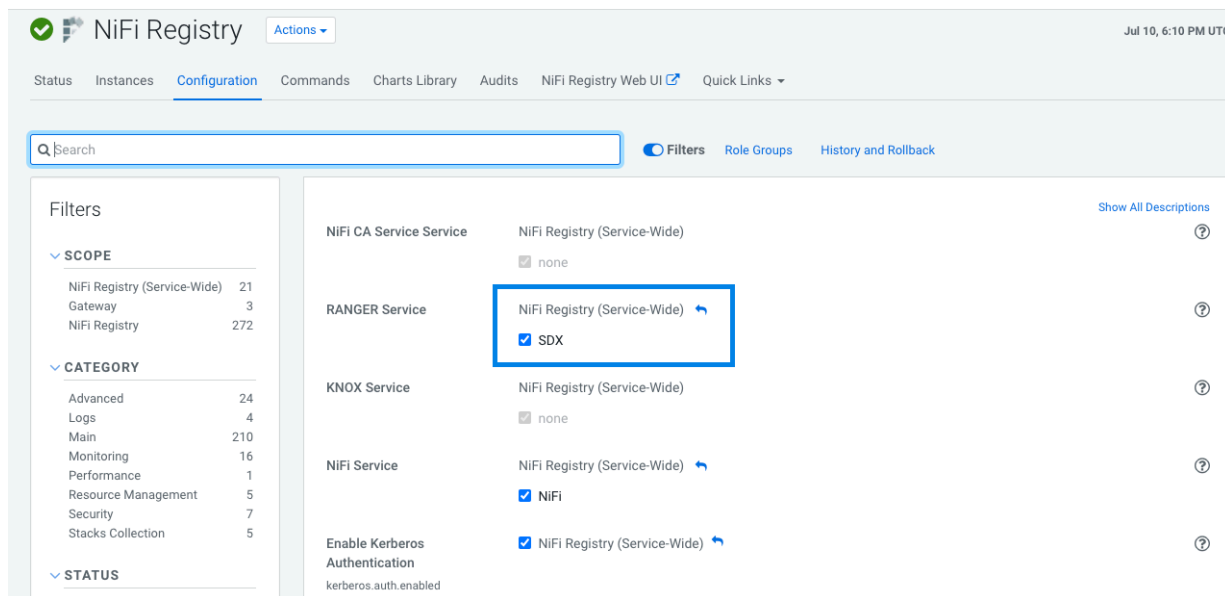 NiFi Registry Actions
Jul 10, 6:10 PM UTC
Status Instances Configuration Commands Charts Library Audits NiFi Registry Web UI Quick Links
Search
Filters Role Groups History and Rollback
Filters
SCOPE
NiFi Registry (Service-Wide) 21
Gateway 3
NiFi Registry 272
CATEGORY
Advanced 24
Logs 4
Main 210
Monitoring 16
Performance 1
Resource Management 5
Security 7
Stacks Collection 5
STATUS
Show All Descriptions
NiFi CA Service Service NiFi Registry (Service-Wide)
none
RANGER Service NiFi Registry (Service-Wide)
SDX
KNOX Service NiFi Registry (Service-Wide)
none
NiFi Service NiFi Registry (Service-Wide)
NiFi
Enable Kerberos NiFi Registry (Service-Wide)
Authentication
kerberos.auth.enabled